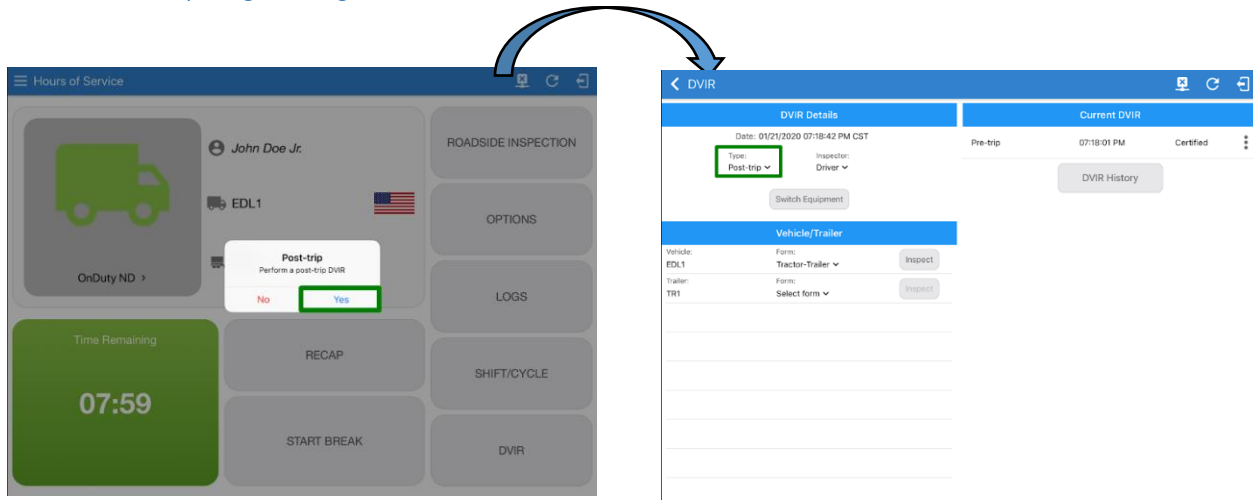 Hours of Service
John Doe Jr.
EDL1
OnDuty ND >
Post-trip
Perform a post-trip DVIR
No
Yes
Time Remaining
07:59
RECAP
START BREAK
ROADSIDE INSPECTION
OPTIONS
LOGS
SHIFT/CYCLE
DVIR
DVIR
DVIR Details
Date: 01/21/2020 07:18:42 PM CST
Type: Inspector:
Post-trip Driver
Switch Equipment
Vehicle/Trailer
Vehicle: Form:
EDL1 Tractor-Trailer Inspect
Trailer: Form:
TR1 Select form Inspect
Current DVIR
Pre-trip 07:18:01 PM Certified
DVIR History